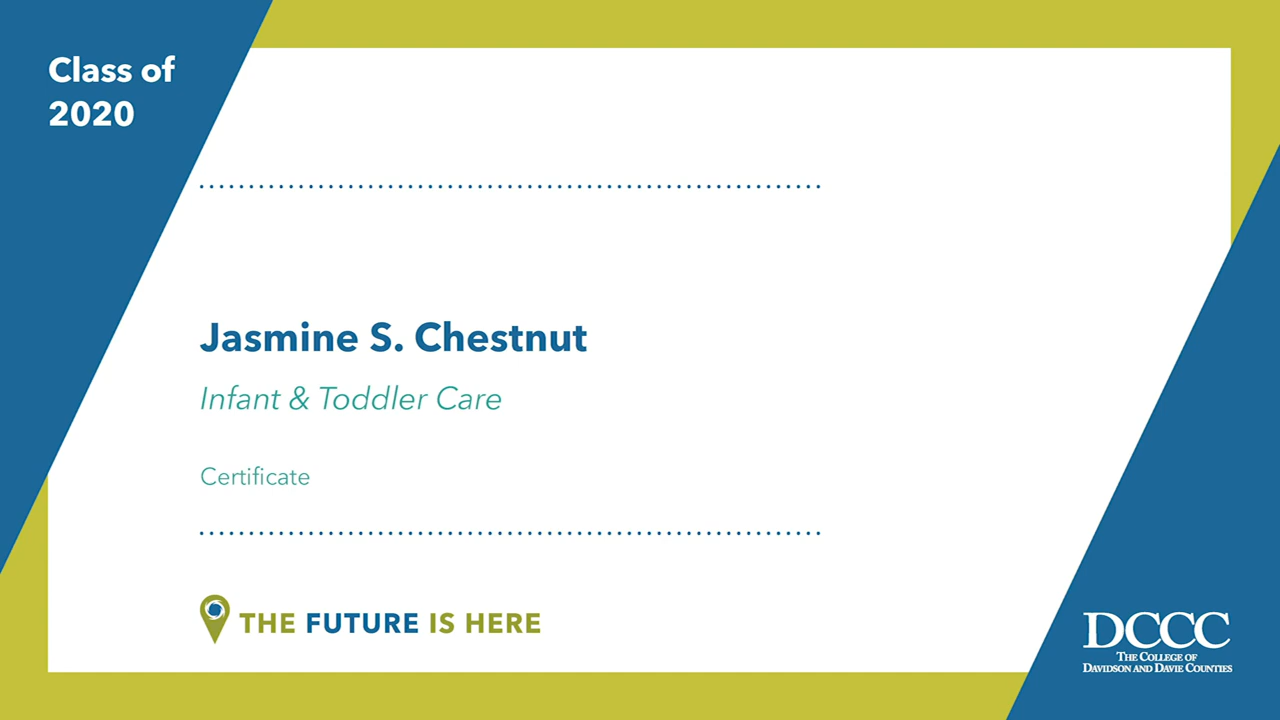 Class of
2020
Jasmine S. Chestnut
Infant & Toddler Care
Certificate
THE FUTURE IS HERE
DCCC
THE COLLEGE OF
DAVIDSON AND DAVIE COUNTIES